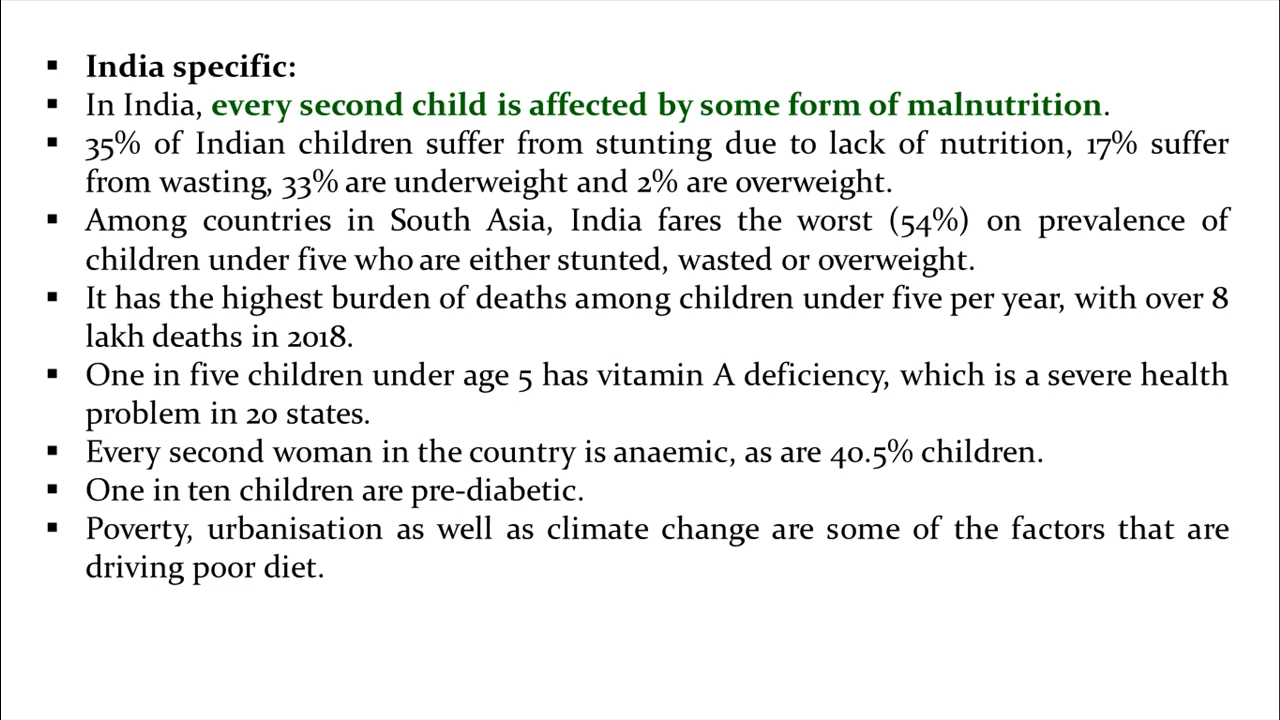 ▪ India specific:
▪ In India, every second child is affected by some form of malnutrition.
▪ 35% of Indian children suffer from stunting due to lack of nutrition, 17% suffer
from wasting, 33% are underweight and 2% are overweight.
▪ Among countries in South Asia, India fares the worst (54%) on prevalence of
children under five who are either stunted, wasted or overweight.
▪ It has the highest burden of deaths among children under five per year, with over 8
lakh deaths in 2018.
▪ One in five children under age 5 has vitamin A deficiency, which is a severe health
problem in 20 states.
▪ Every second woman in the country is anaemic, as are 40.5% children.
▪ One in ten children are pre-diabetic.
▪ Poverty, urbanisation as well as climate change are some of the factors that are
driving poor diet.